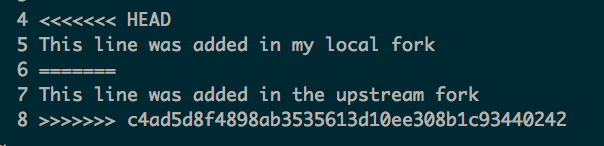 4 <<<<<<< HEAD
5 This line was added in my local fork
6 =======
7 This line was added in the upstream fork
8 >>>>>>> c4ad5d8f4898ab3535613d10ee308b1c93440242